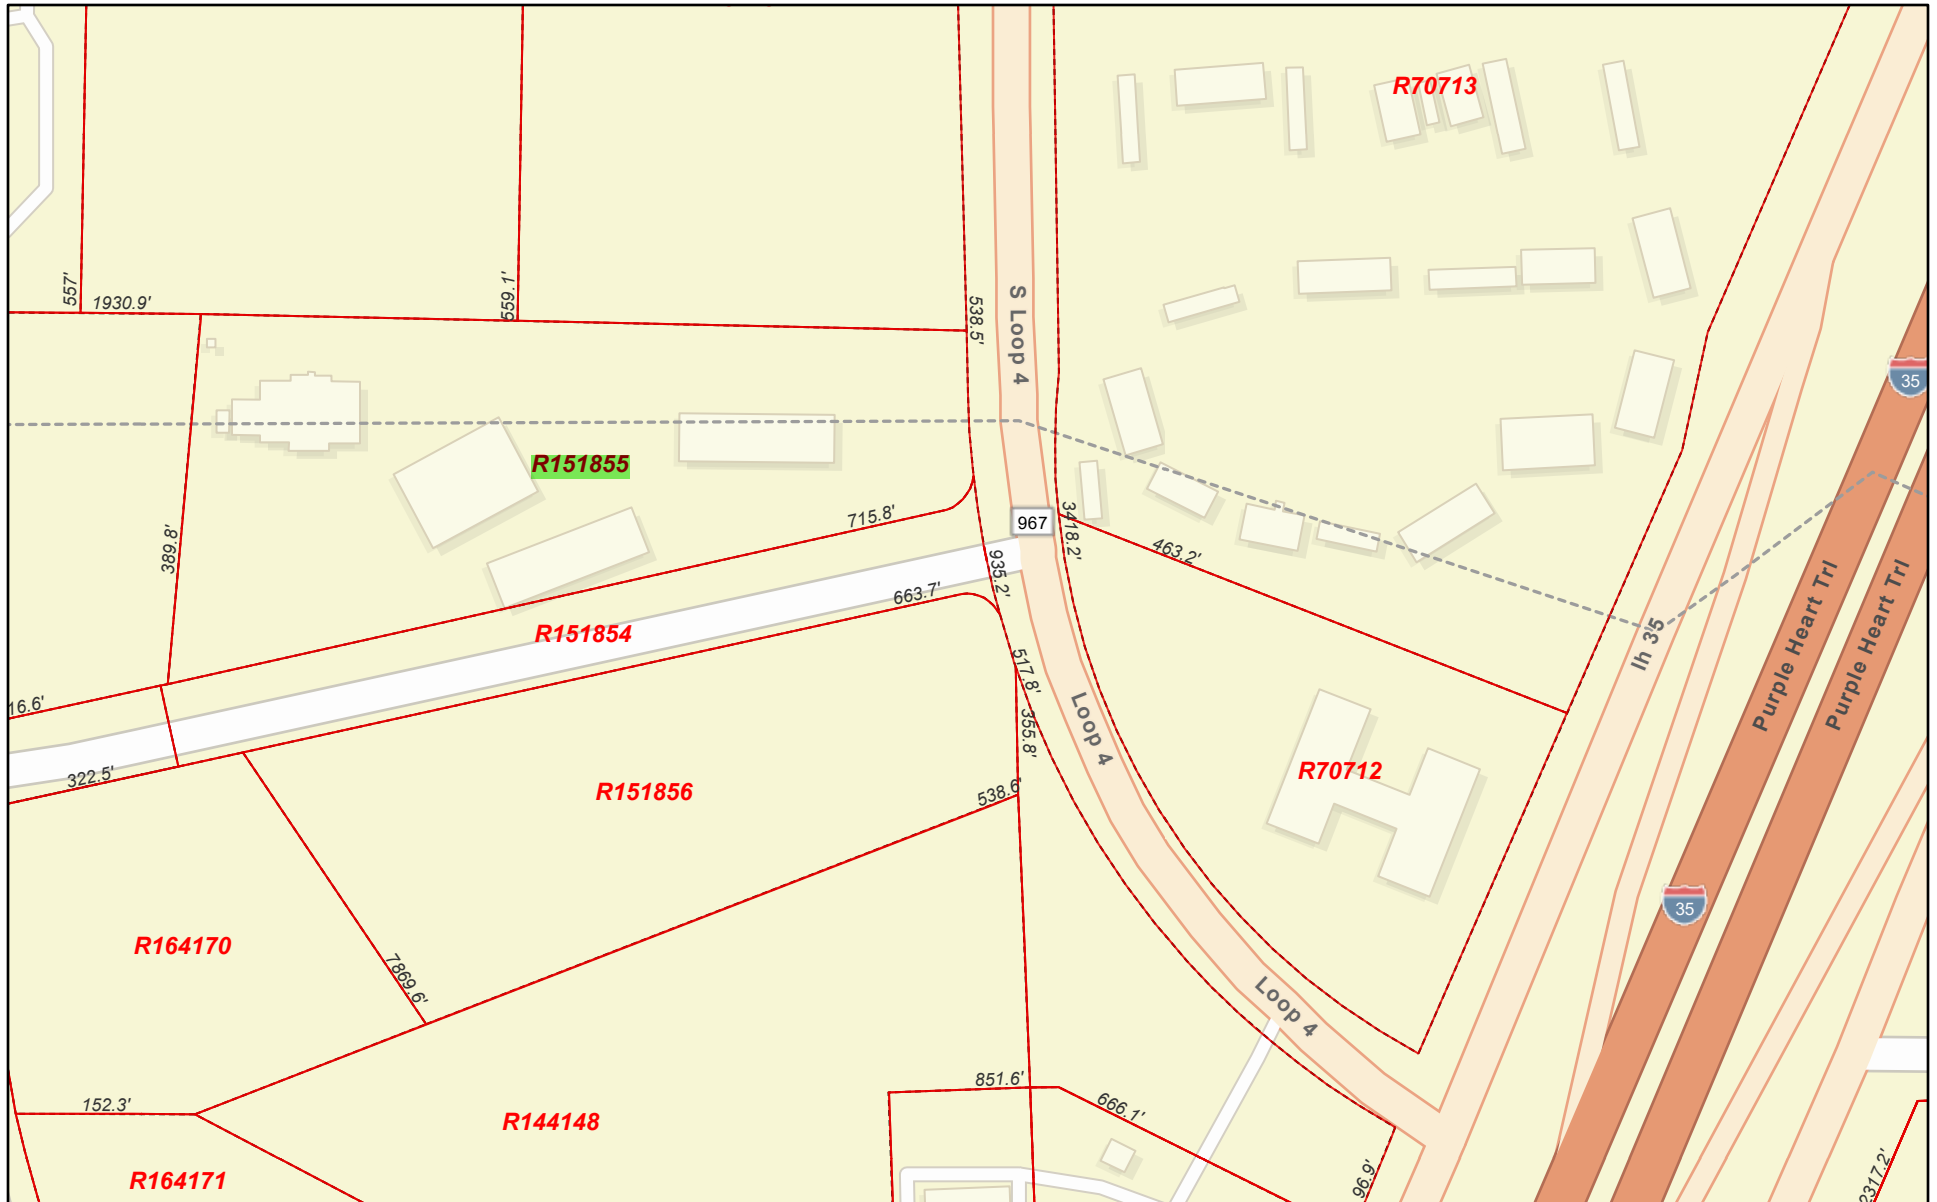 R70713
557'
1930.9'
559.1'
538.5'
S Loop 4
35
R151855
715.8'
967
3418.2'
463.2'
389.8'
935.2'
663.7'
R151854
517.8'
Ih 35
Purple Heart Trl
Purple Heart Trl
16.6'
355.8'
Loop 4
322.5'
R151856
538.6
R70712
35
R164170
7869.6'
Loop 4
851.6'
666.1'
152.3'
R144148
R164171
96.9'
2317.2'